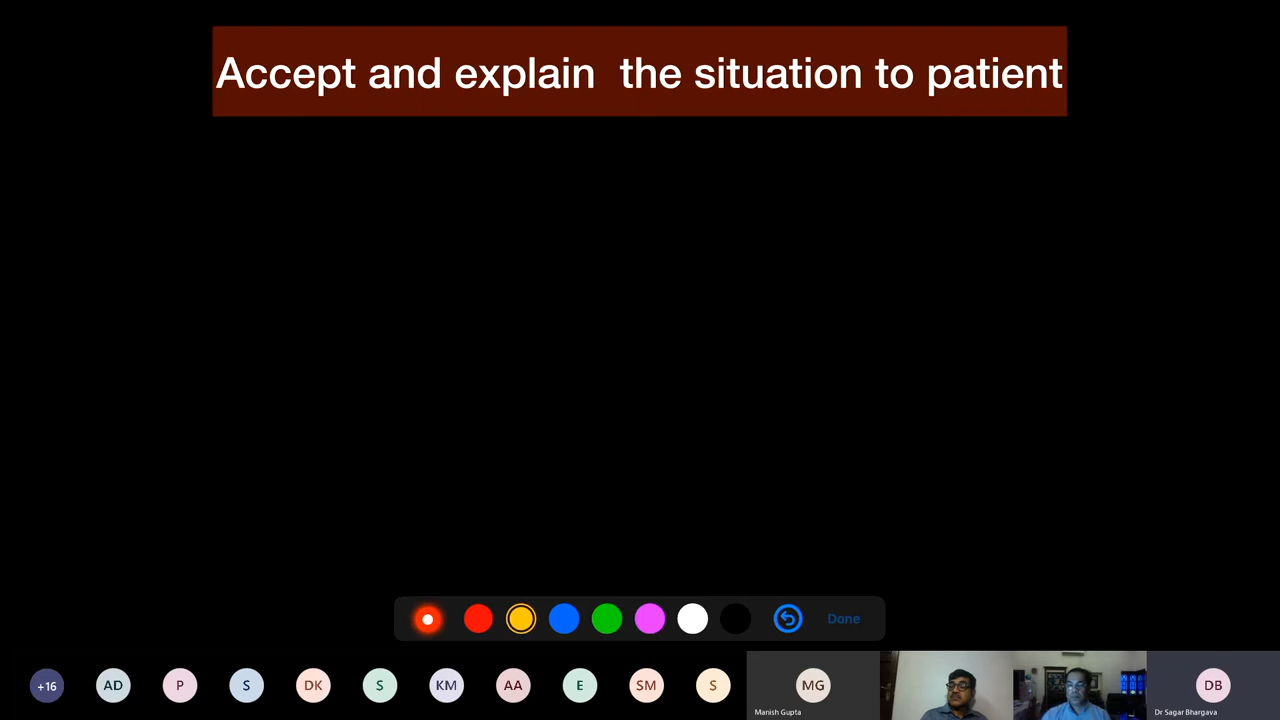 Accept and explain  the situation to patient
Done
+16
AD
P
S
DK
S
KM
AA
E
SM
S
MG
Manish Gupta
DB
Dr Sagar Bhargava